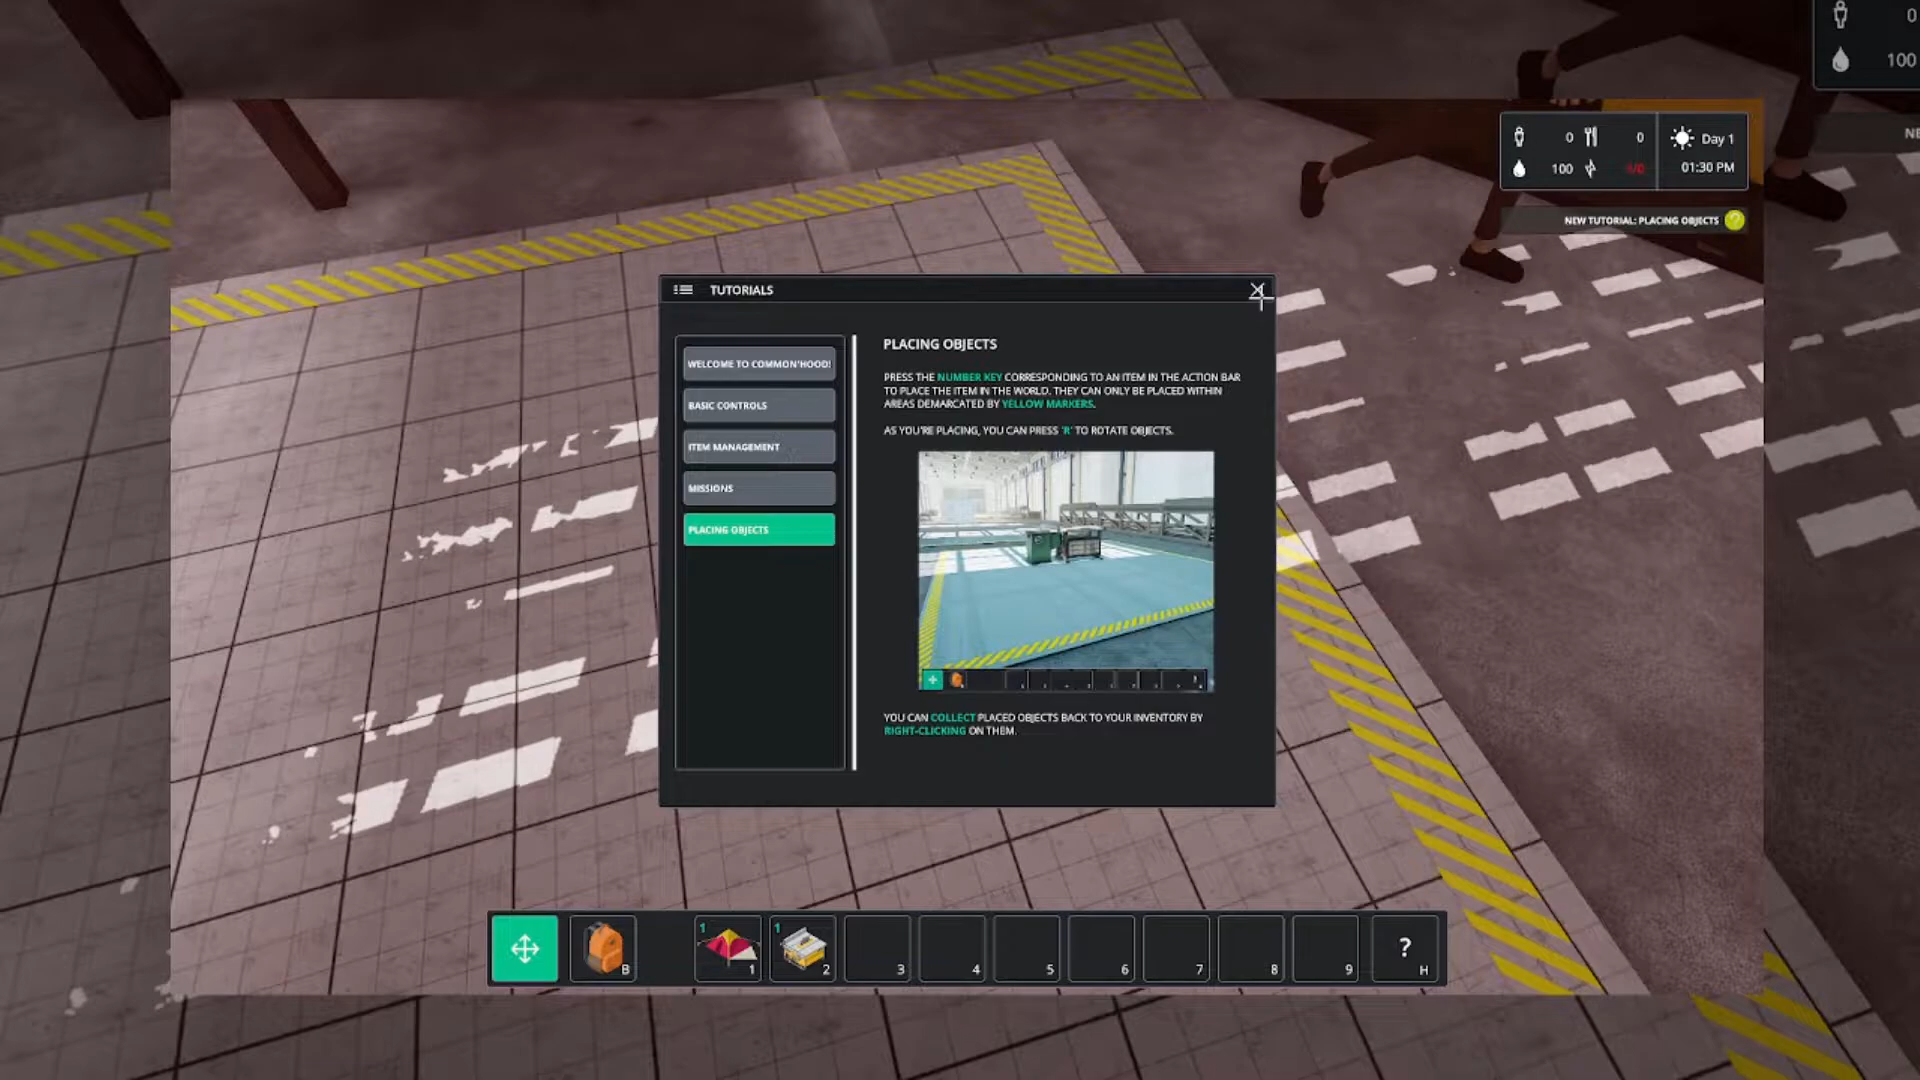 0
100
NE
0
0
Day 1
100
01:30 PM
NEW TUTORIAL: PLACING OBJECTS ?
TUTORIALS
WELCOME TO COMMON'HOOD!
BASIC CONTROLS
ITEM MANAGEMENT
MISSIONS
PLACING OBJECTS
PLACING OBJECTS
PRESS THE NUMBER KEY CORRESPONDING TO AN ITEM IN THE ACTION BAR
TO PLACE THE ITEM IN THE WORLD. THEY CAN ONLY BE PLACED WITHIN
AREAS DEMARCATED BY YELLOW MARKERS.
AS YOU'RE PLACING, YOU CAN PRESS 'R' TO ROTATE OBJECTS.
YOU CAN COLLECT PLACED OBJECTS BACK TO YOUR INVENTORY BY
RIGHT-CLICKING ON THEM.
B
1
1
1
2
3
4
5
6
7
8
9
?
H